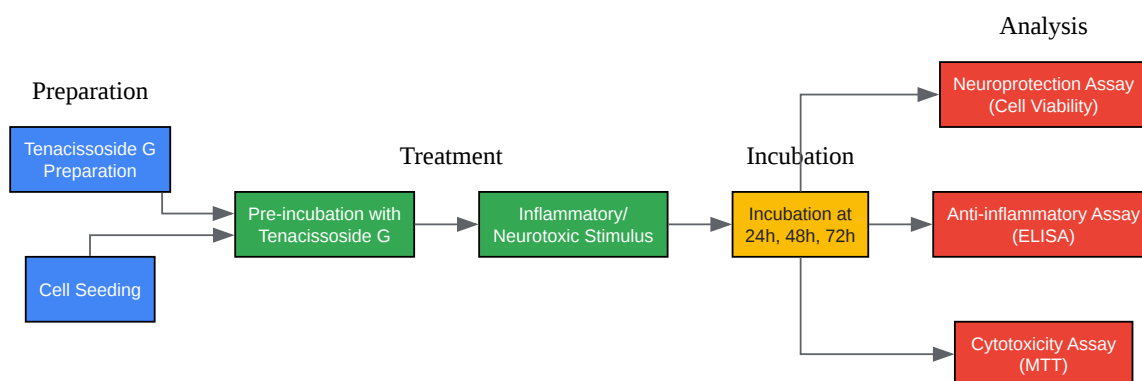 Preparation
Tenacissoside G
Preparation
Cell Seeding
Treatment
Pre-incubation with
Tenacissoside G
Inflammatory/
Neurotoxic Stimulus
Incubation
Incubation at
24h, 48h, 72h
Analysis
Neuroprotection Assay
(Cell Viability)
Anti-inflammatory Assay
(ELISA)
Cytotoxicity Assay
(MTT)